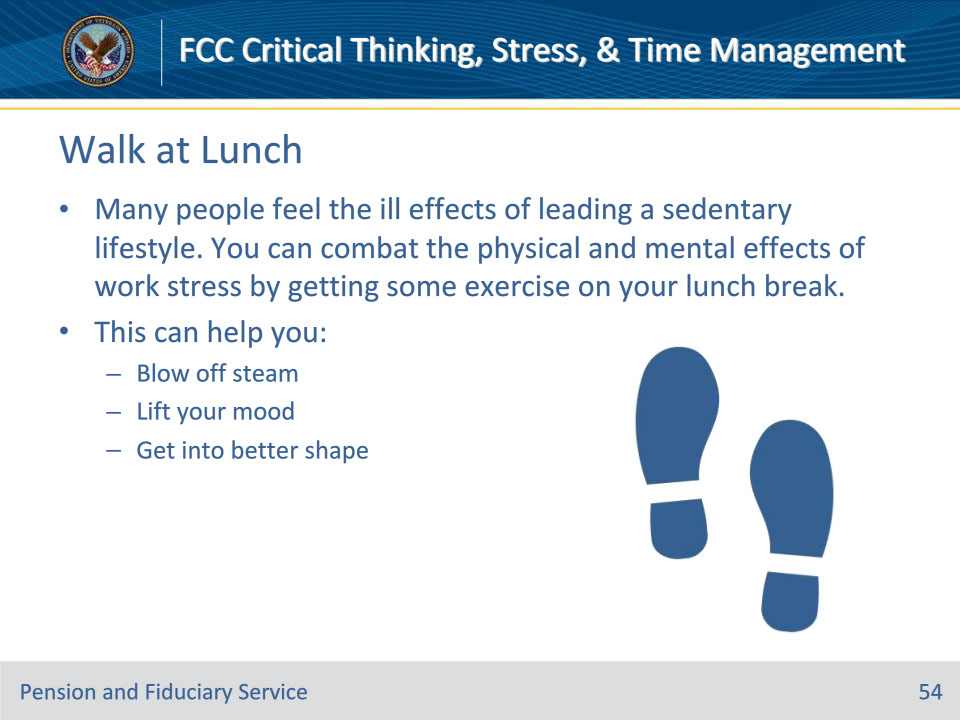 FCC Critical Thinking, Stress, & Time Management
Walk at Lunch
• Many people feel the ill effects of leading a sedentary
lifestyle. You can combat the physical and mental effects of
work stress by getting some exercise on your lunch break.
• This can help you:
– Blow off steam
– Lift your mood
– Get into better shape
Pension and Fiduciary Service
54